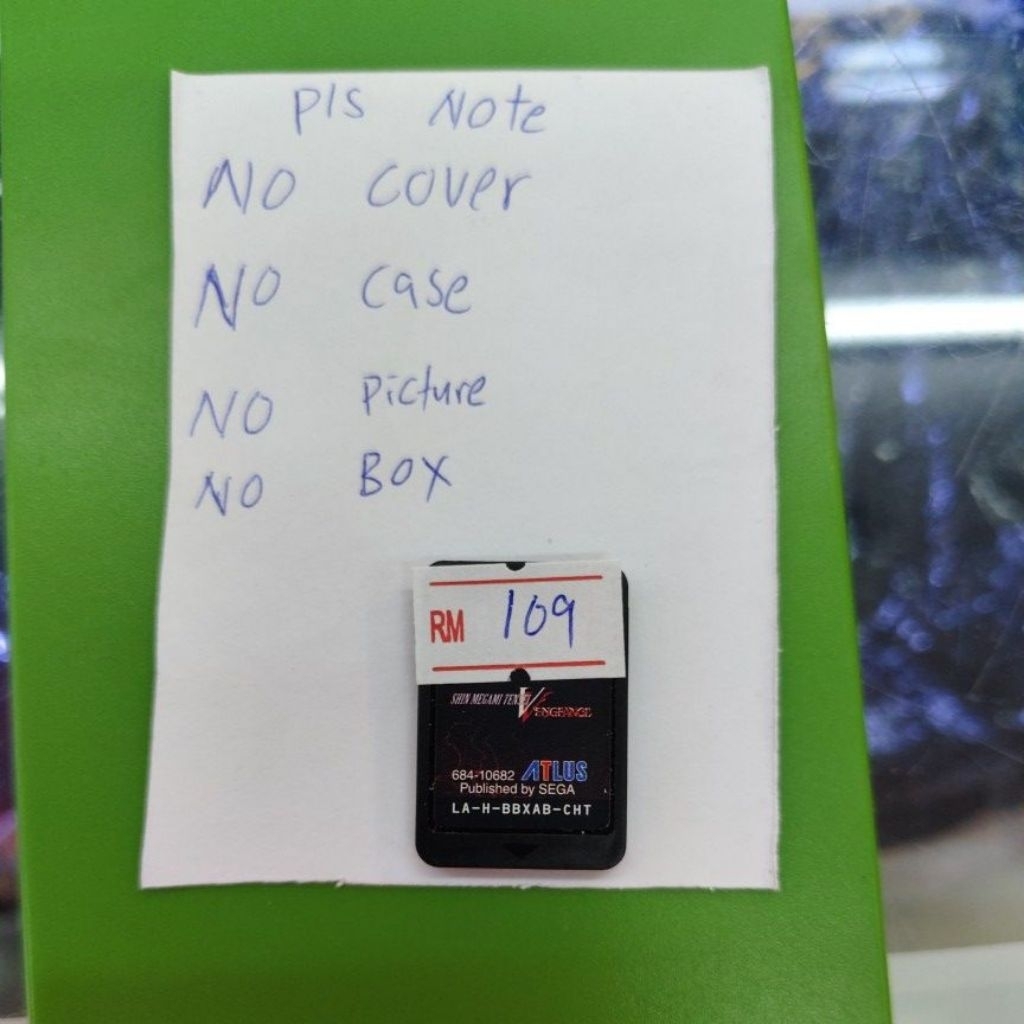 pls Note
NO cover
NO case
NO picture
NO Box
RM 109
SHIN MEGAMI TENSEI V
VENGEANCE
684-10682 ATLUS
Published by SEGA
LA-H-BBXAB-CHT